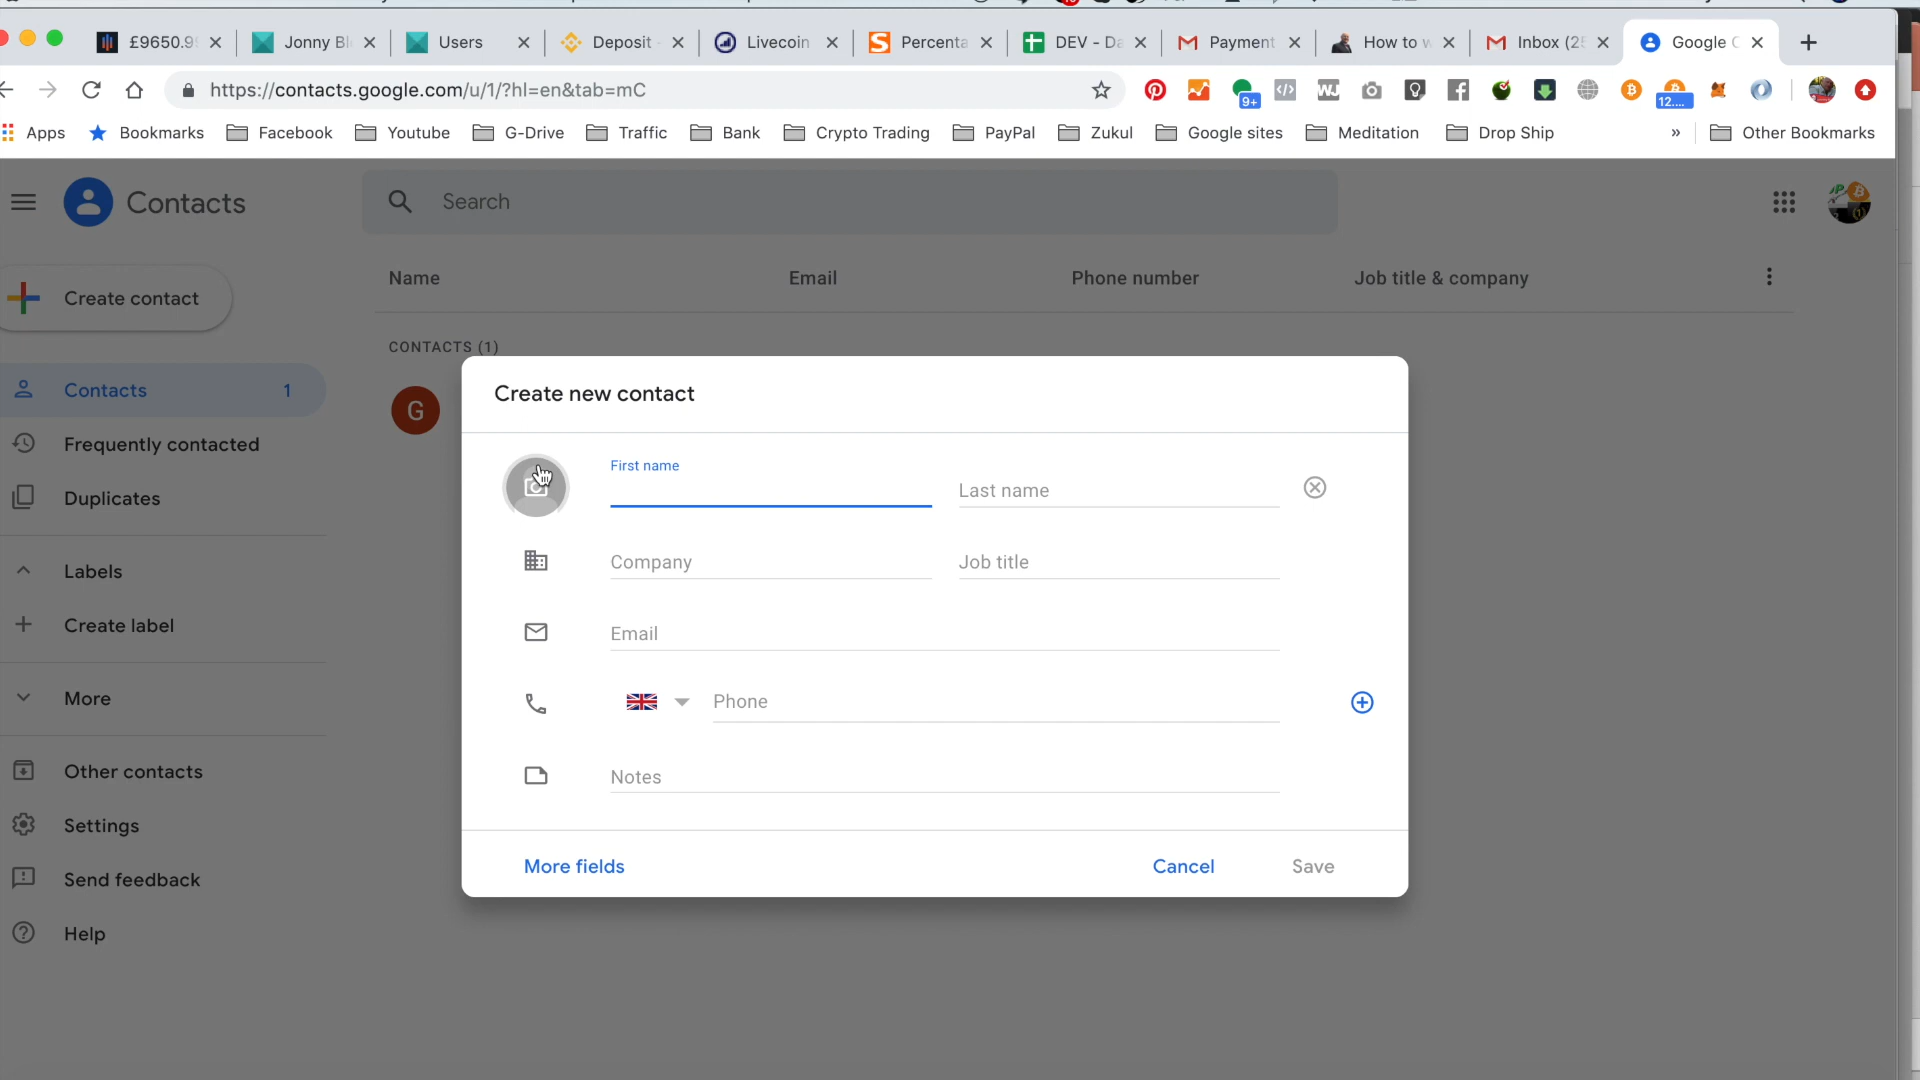 £9650.9
Jonny Bl
Users
Deposit -
Livecoin
Percenta
DEV - Da
Payment
How to w
Inbox (25
Google C
https://contacts.google.com/u/1/?hl=en&tab=mC
9+
12....
Apps
Bookmarks
Facebook
Youtube
G-Drive
Traffic
Bank
Crypto Trading
PayPal
Zukul
Google sites
Meditation
Drop Ship
»
Other Bookmarks
Contacts
Search
Create contact
Name
Email
Phone number
Job title & company
CONTACTS (1)
G
Contacts 1
Frequently contacted
Duplicates
Labels
Create label
More
Other contacts
Settings
Send feedback
Help
Create new contact
First name
Last name
Company
Job title
Email
Phone
Notes
More fields
Cancel
Save